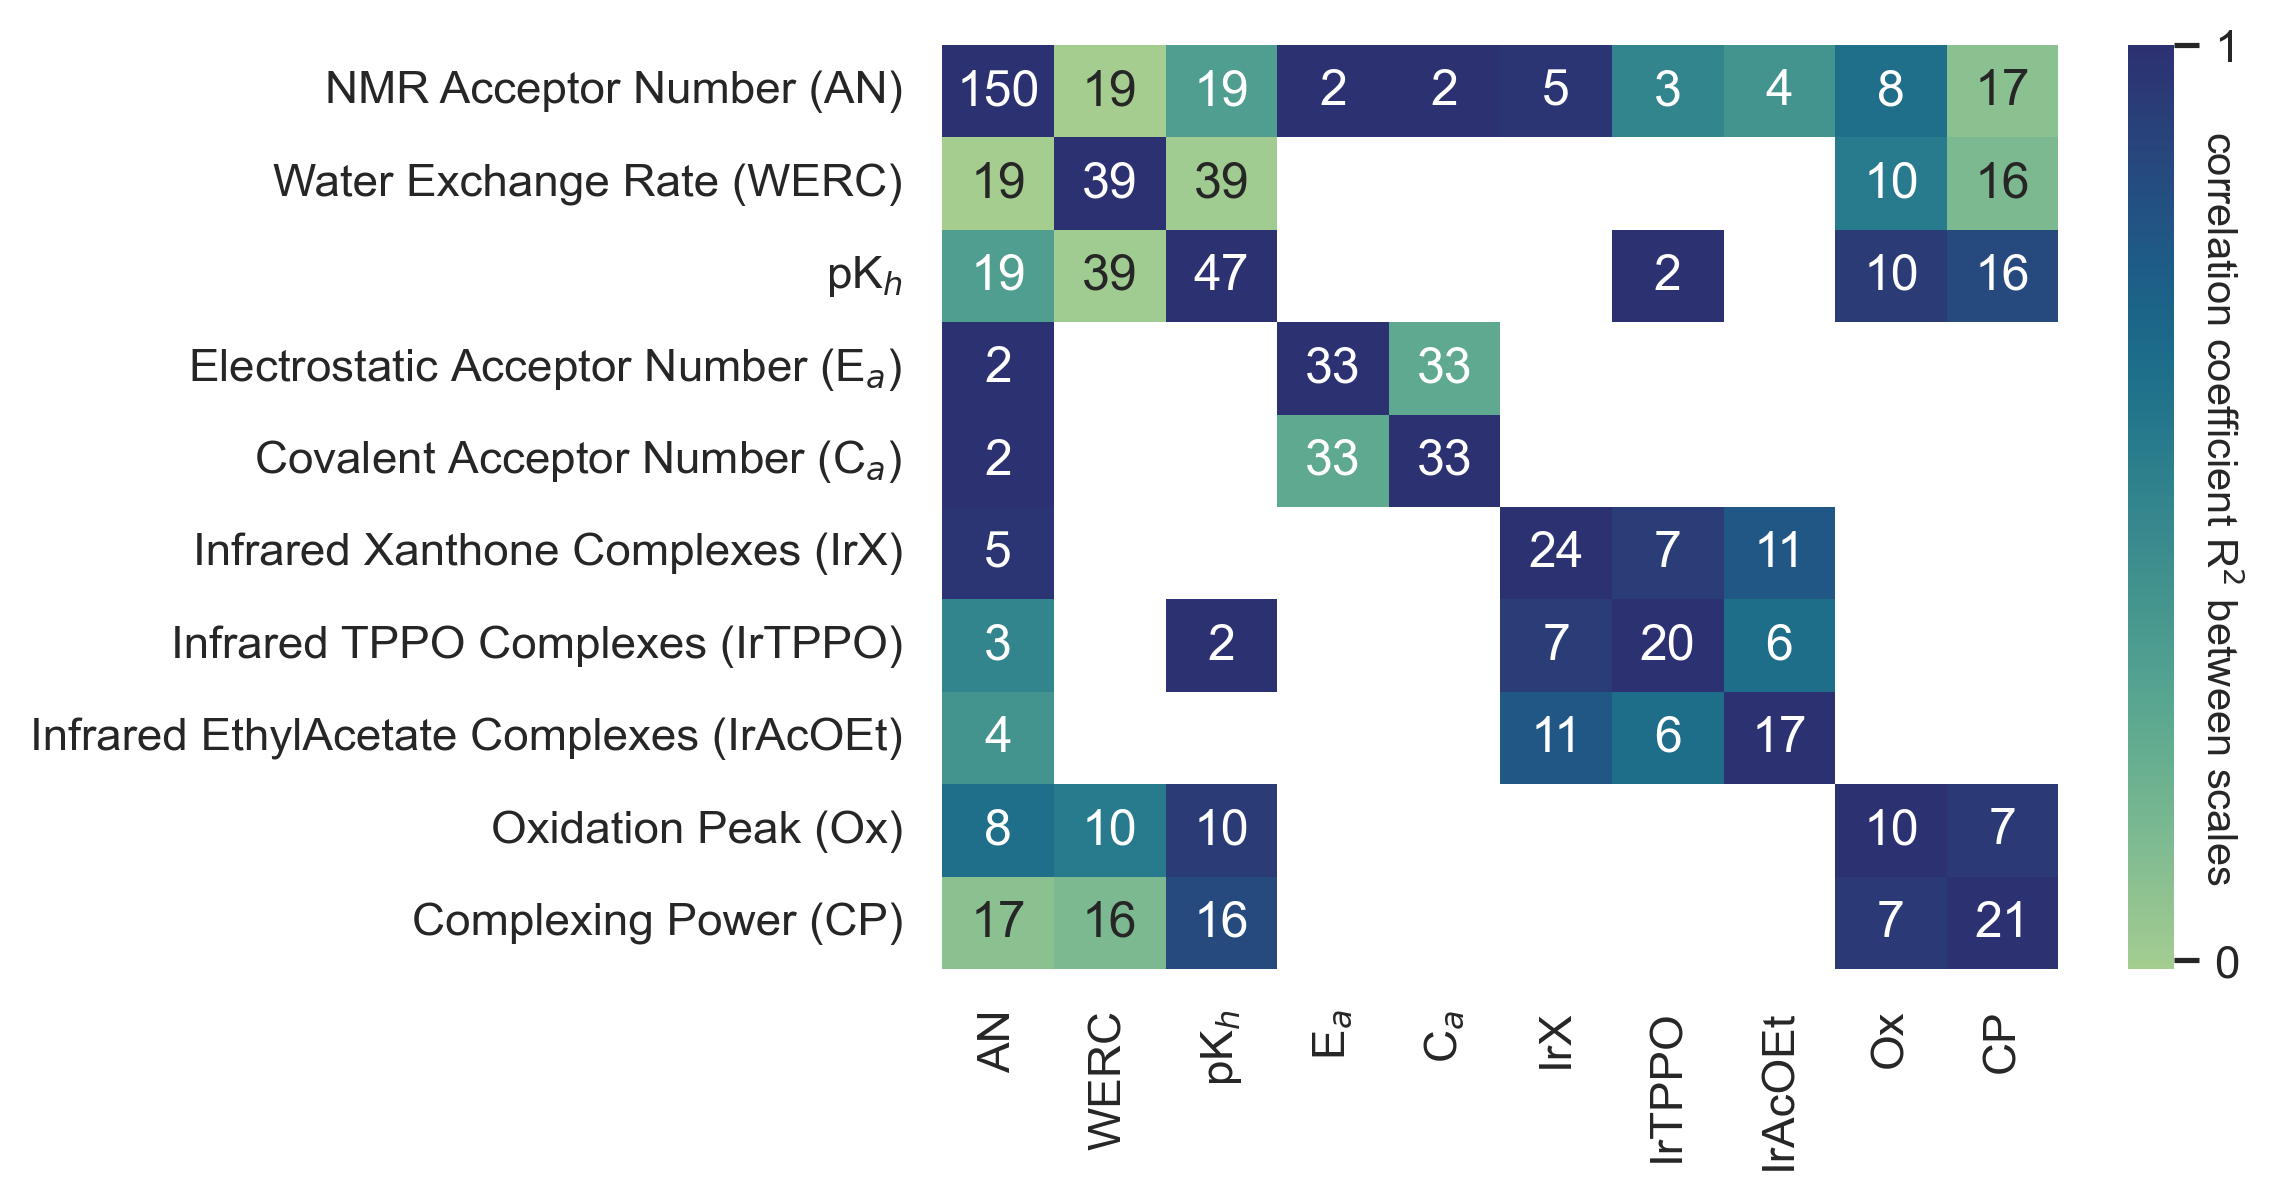 NMR Acceptor Number (AN) 150 19 19 2 2 5 3 4 8 17
Water Exchange Rate (WERC) 19 39 39 10 16
pK_h 19 39 47 2 10 16
Electrostatic Acceptor Number (E_a) 2 33 33
Covalent Acceptor Number (C_a) 2 33 33
Infrared Xanthone Complexes (IrX) 5 24 7 11
Infrared TPPO Complexes (IrTPPO) 3 2 7 20 6
Infrared EthylAcetate Complexes (IrAcOEt) 4 11 6 17
Oxidation Peak (Ox) 8 10 10 10 7
Complexing Power (CP) 17 16 16 7 21
AN WERC pK_h E_a C_a IrX IrTPPO IrAcOEt Ox CP
1
correlation coefficient R² between scales
0